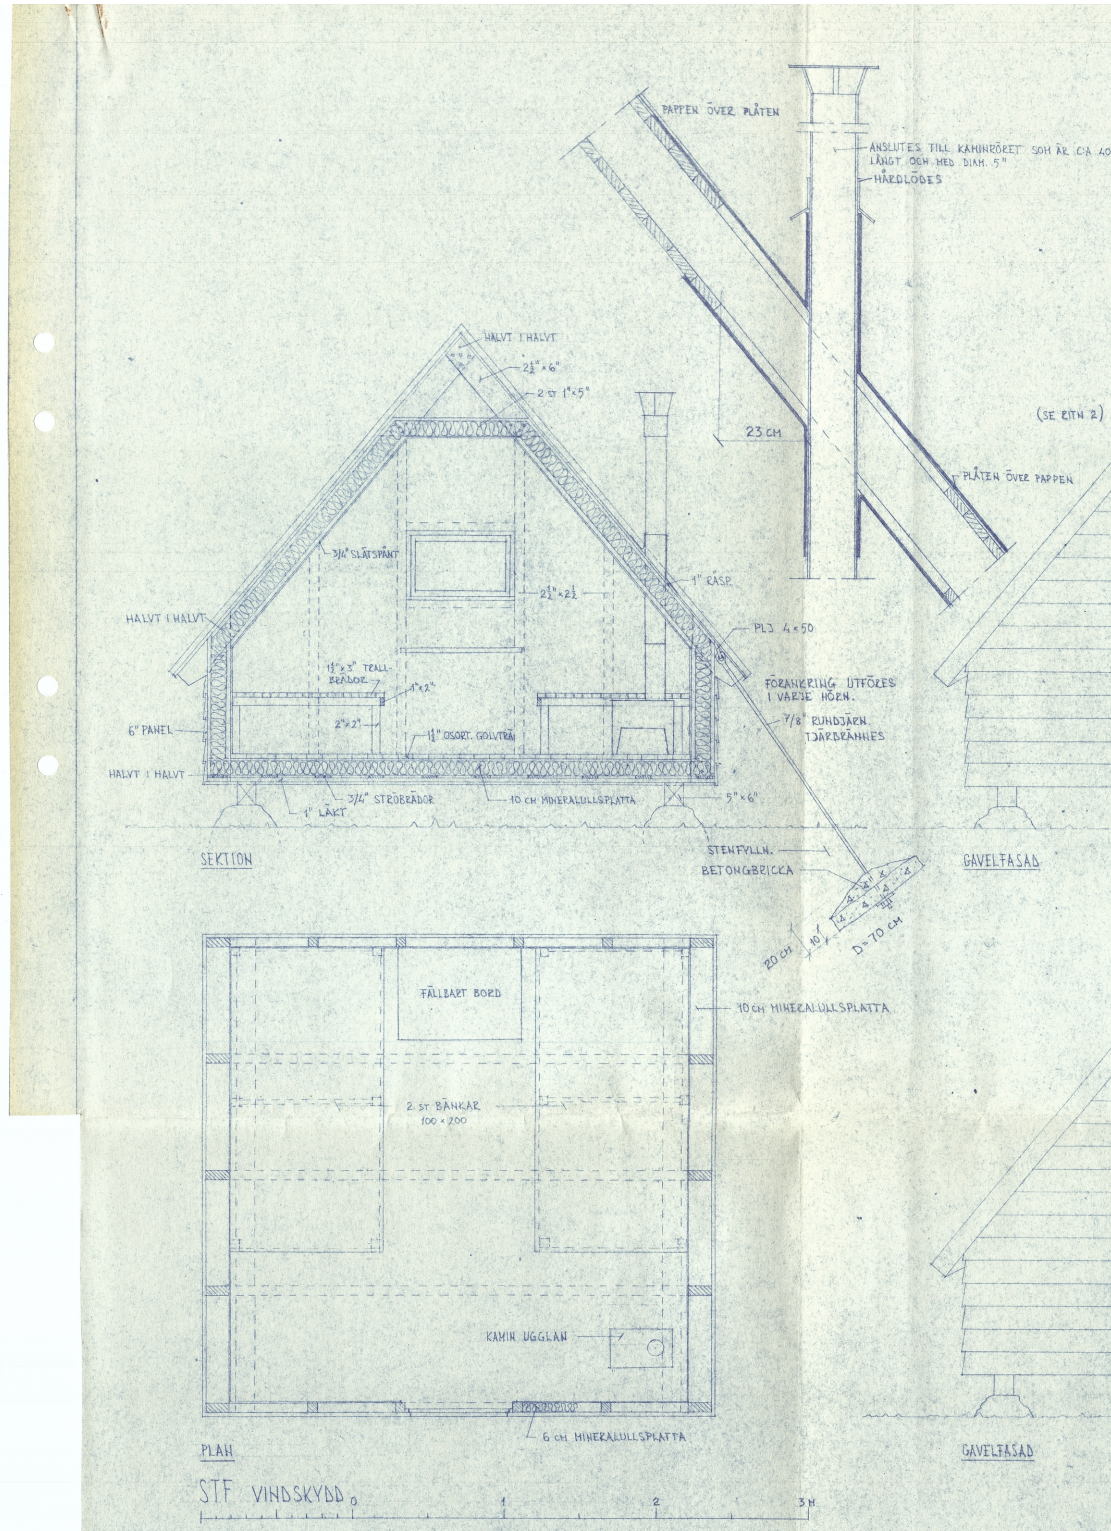 PAPPEN ÖVER PLÅTEN
ANSLUTES TILL KAMINRÖRET SOM ÄR C:A 40
LÅNGT OCH MED DIAM. 5"
HÅRDLÖDES
HALVT I HALVT
2½" × 6"
2 ST 1" × 5"
(SE RITN 2)
23 CM
PLÅTEN ÖVER PAPPEN
3/4" SLÄTSPÅNT
1" RÅSP.
2½" × 2½
HALVT I HALVT
PLJ 4 × 50
1½" × 3" TRALL-
BRÄDOR
1" × 2"
FÖRANKRING UTFÖRES
I VARJE HÖRN.
2" × 2"
7/8" RUNDJÄRN.
TJÄRBRÄNNES
6" PANEL
1¼" OSORT. GOLVTRÄ
HALVT I HALVT
3/4" STRÖBRÄDOR
10 CM MINERALULLSPLATTA
5" × 6"
1" LÄKT
STENFYLLN.
BETONGBRICKA
SEKTION
GAVELFASAD
20 CM
10
D = 70 CM
FÄLLBART BORD
10 CM MINERALULLSPLATTA
2 ST BÄNKAR
100 × 200
KAMIN UGGLAN
6 CM MINERALULLSPLATTA
PLAN
GAVELFASAD
STF VINDSKYDD
0 1 2 3 M